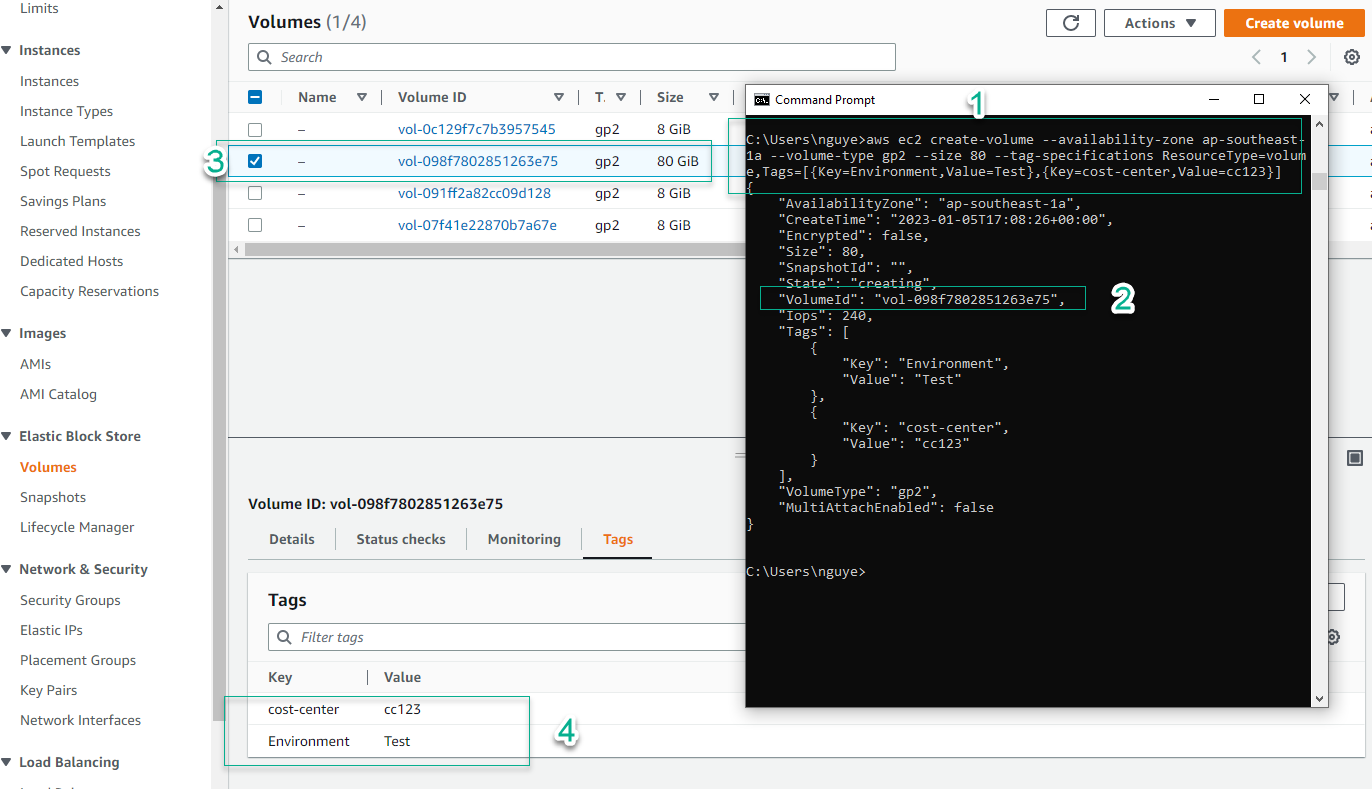 Limits
Instances
Instances
Instance Types
Launch Templates
Spot Requests
Savings Plans
Reserved Instances
Dedicated Hosts
Capacity Reservations
Images
AMIs
AMI Catalog
Elastic Block Store
Volumes
Snapshots
Lifecycle Manager
Network & Security
Security Groups
Elastic IPs
Placement Groups
Key Pairs
Network Interfaces
Load Balancing
Volumes (1/4)
Actions
Create volume
Search
1
Name Volume ID T. Size
– vol-0c129f7c7b3957545 gp2 8 GiB
3
– vol-098f7802851263e75 gp2 80 GiB
– vol-091ff2a82cc09d128 gp2 8 GiB
– vol-07f41e22870b7a67e gp2 8 GiB
Command Prompt
1
C:\Users\nguye>aws ec2 create-volume --availability-zone ap-southeast-
1a --volume-type gp2 --size 80 --tag-specifications ResourceType=volum
e,Tags=[{Key=Environment,Value=Test},{Key=cost-center,Value=cc123}]
{
"AvailabilityZone": "ap-southeast-1a",
"CreateTime": "2023-01-05T17:08:26+00:00",
"Encrypted": false,
"Size": 80,
"SnapshotId": "",
"State": "creating",
"VolumeId": "vol-098f7802851263e75",
2
"Iops": 240,
"Tags": [
{
"Key": "Environment",
"Value": "Test"
},
{
"Key": "cost-center",
"Value": "cc123"
}
],
"VolumeType": "gp2",
"MultiAttachEnabled": false
}
C:\Users\nguye>
Volume ID: vol-098f7802851263e75
Details Status checks Monitoring Tags
Tags
Filter tags
Key Value
cost-center cc123
Environment Test
4